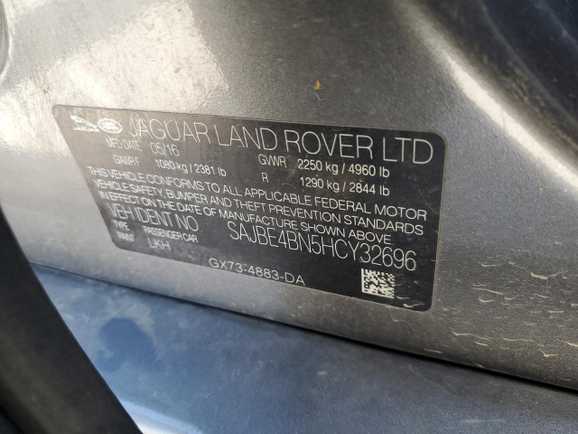 JAGUAR LAND ROVER LTD
MFD DATE 05/16 GVWR 2250 kg / 4960 lb
GAWR F 1080 kg / 2381 lb R 1290 kg / 2844 lb
THIS VEHICLE CONFORMS TO ALL APPLICABLE FEDERAL MOTOR
VEHICLE SAFETY, BUMPER AND THEFT PREVENTION STANDARDS
IN EFFECT ON THE DATE OF MANUFACTURE SHOWN ABOVE
VEH IDENT NO SAJBE4BN5HCY32696
TYPE PASSENGER CAR
PAINT LKH
GX73-4883-DA